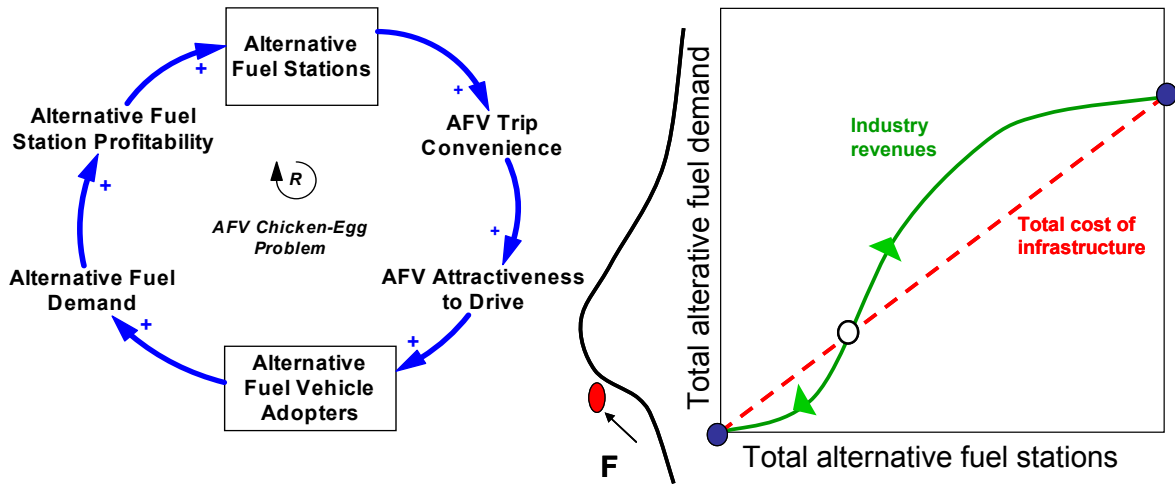 Alternative
Fuel Stations
+
+
Alternative Fuel
Station Profitability
AFV Trip
Convenience
R
+
AFV Chicken-Egg
Problem
+
Alternative Fuel
Demand
AFV Attractiveness
to Drive
+
+
Alternative
Fuel Vehicle
Adopters
F
Total alterative fuel demand
Industry
revenues
Total cost of
infrastructure
Total alternative fuel stations